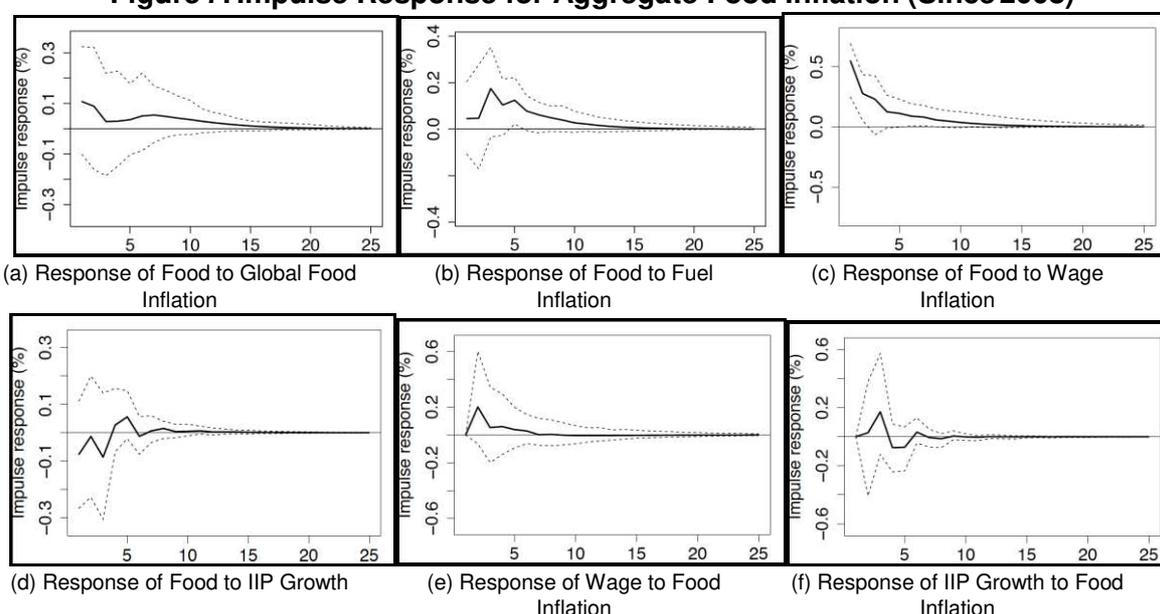 Figure Impulse Response for Aggregate Food Inflation (Since
Impulse response (%)
0.3
0.1
−0.1
−0.3
5 10 15 20 25
Impulse response (%)
0.4
0.2
0.0
−0.4
5 10 15 20 25
Impulse response (%)
0.5
0.0
−0.5
5 10 15 20 25
(a) Response of Food to Global Food
Inflation
(b) Response of Food to Fuel
Inflation
(c) Response of Food to Wage
Inflation
Impulse response (%)
0.3
0.1
−0.1
−0.3
5 10 15 20 25
Impulse response (%)
0.6
0.2
−0.2
−0.6
5 10 15 20 25
Impulse response (%)
0.6
0.2
−0.2
−0.6
5 10 15 20 25
(d) Response of Food to IIP Growth
(e) Response of Wage to Food
Inflation
(f) Response of IIP Growth to Food
Inflation